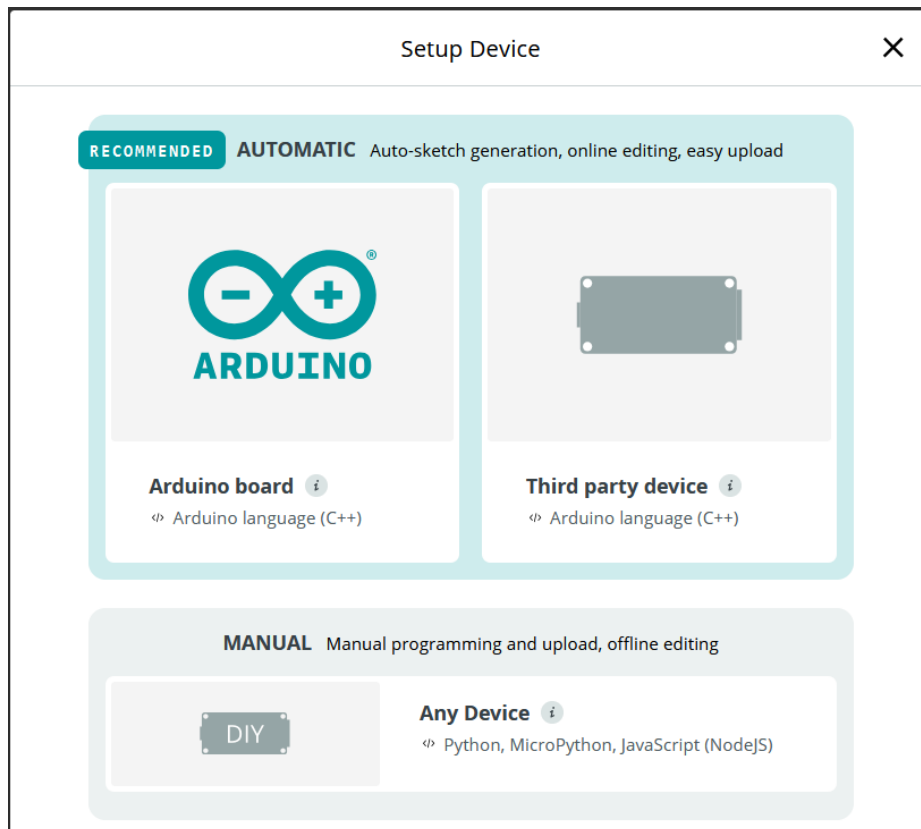 Setup Device
RECOMMENDED AUTOMATIC Auto-sketch generation, online editing, easy upload
®
ARDUINO
Arduino board i
</> Arduino language (C++)
Third party device i
</> Arduino language (C++)
MANUAL Manual programming and upload, offline editing
DIY
Any Device i
</> Python, MicroPython, JavaScript (NodeJS)